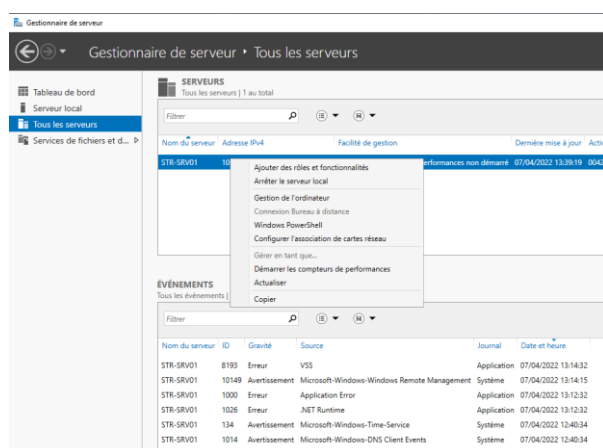 Gestionnaire de serveur
Gestionnaire de serveur • Tous les serveurs
Tableau de bord
Serveur local
Tous les serveurs
Services de fichiers et d...
SERVEURS
Tous les serveurs | 1 au total
Filtrer
Nom du serveur Adresse IPv4 Facilité de gestion Dernière mise à jour
STR-SRV01 10 erformances non démarré 07/04/2022 13:39:19 0042
Ajouter des rôles et fonctionnalités
Arrêter le serveur local
Gestion de l'ordinateur
Connexion Bureau à distance
Windows PowerShell
Configurer l'association de cartes réseau
Gérer en tant que...
Démarrer les compteurs de performances
Actualiser
Copier
ÉVÉNEMENTS
Tous les événements |
Filtrer
Nom du serveur ID Gravité Source Journal Date et heure
STR-SRV01 8193 Erreur VSS Application 07/04/2022 13:14:32
STR-SRV01 10149 Avertissement Microsoft-Windows-Windows Remote Management Système 07/04/2022 13:14:15
STR-SRV01 1000 Erreur Application Error Application 07/04/2022 13:12:32
STR-SRV01 1026 Erreur .NET Runtime Application 07/04/2022 13:12:32
STR-SRV01 134 Avertissement Microsoft-Windows-Time-Service Système 07/04/2022 12:40:34
STR-SRV01 1014 Avertissement Microsoft-Windows-DNS Client Events Système 07/04/2022 12:40:34